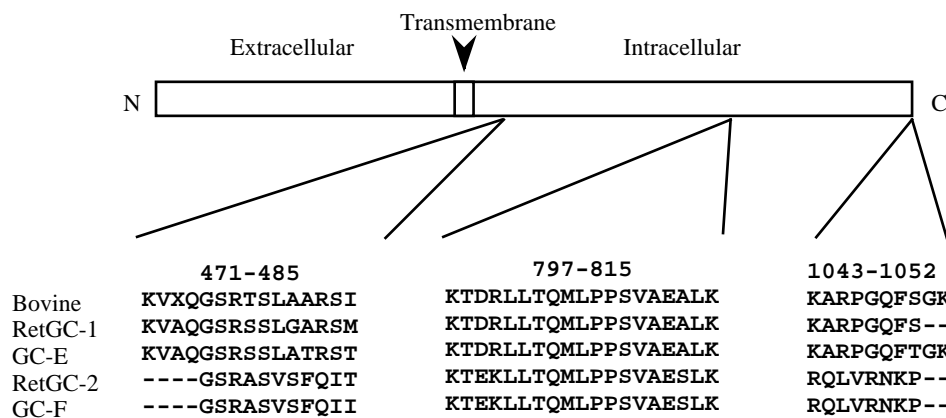 Transmembrane
Extracellular Intracellular
N C
471-485 797-815 1043-1052
Bovine KVXQGSRTSLAARSI KTDRLLTQMLPPSVAEALK KARPGQFSGK
RetGC-1 KVAQGSRSSLGARSM KTDRLLTQMLPPSVAEALK KARPGQFS--
GC-E KVAQGSRSSLATRST KTDRLLTQMLPPSVAEALK KARPGQFTGK
RetGC-2 ----GSRASVSFQIT KTEKLLTQMLPPSVAESLK RQLVRNKP--
GC-F ----GSRASVSFQII KTEKLLTQMLPPSVAESLK RQLVRNKP--